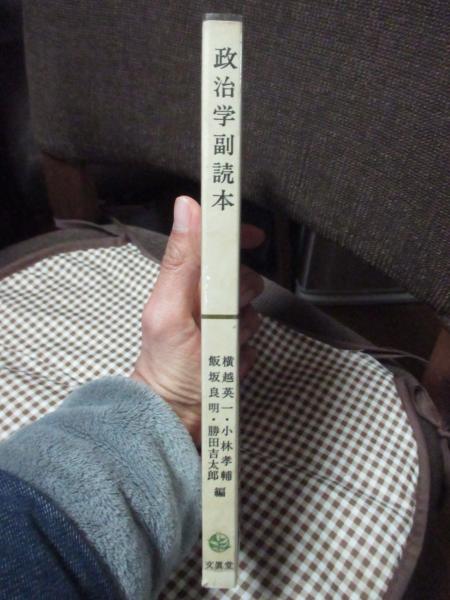 政治学副読本
横越英一・小林孝輔
飯坂良明・勝田吉太郎
編
文眞堂